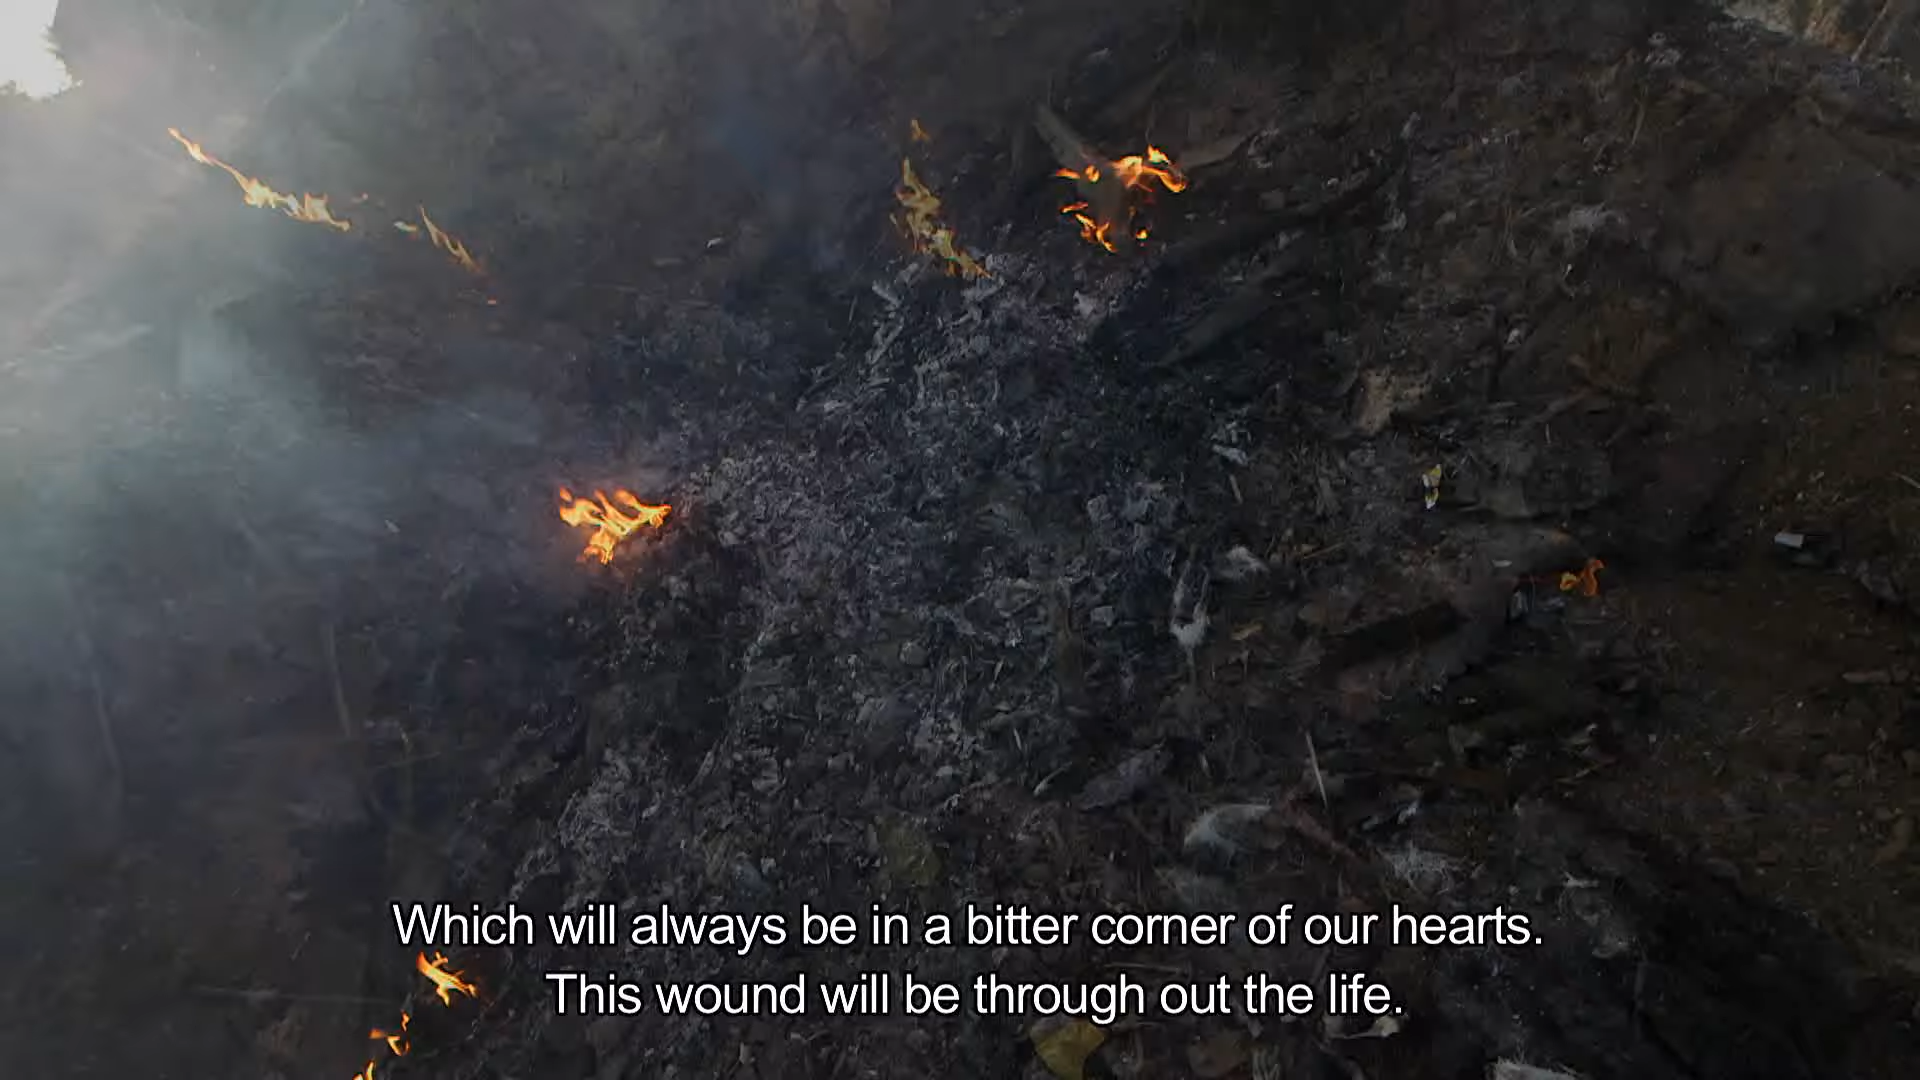 Which will always be in a bitter corner of our hearts.
This wound will be through out the life.